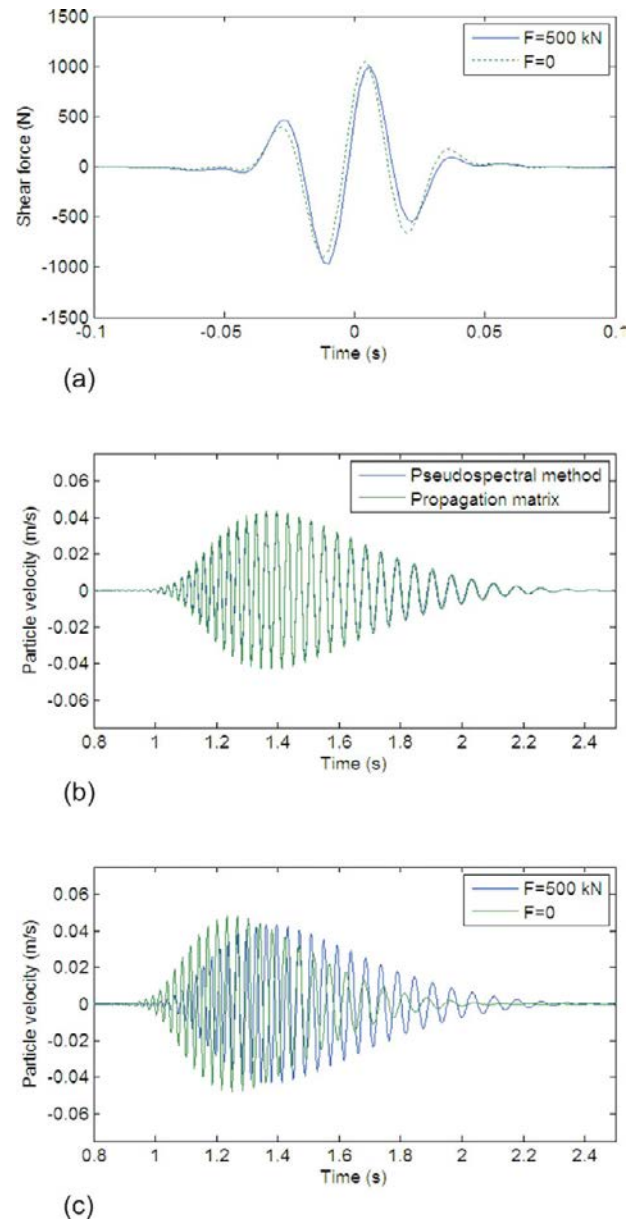 1500
1000
500
0
-500
-1000
-1500
Shear force (N)
F=500 kN
F=0
-0.1 -0.05 0 0.05 0.1
Time (s)
(a)
0.06
0.04
0.02
0
-0.02
-0.04
-0.06
Particle velocity (m/s)
Pseudospectral method
Propagation matrix
0.8 1 1.2 1.4 1.6 1.8 2 2.2 2.4
Time (s)
(b)
0.06
0.04
0.02
0
-0.02
-0.04
-0.06
Particle velocity (m/s)
F=500 kN
F=0
0.8 1 1.2 1.4 1.6 1.8 2 2.2 2.4
Time (s)
(c)